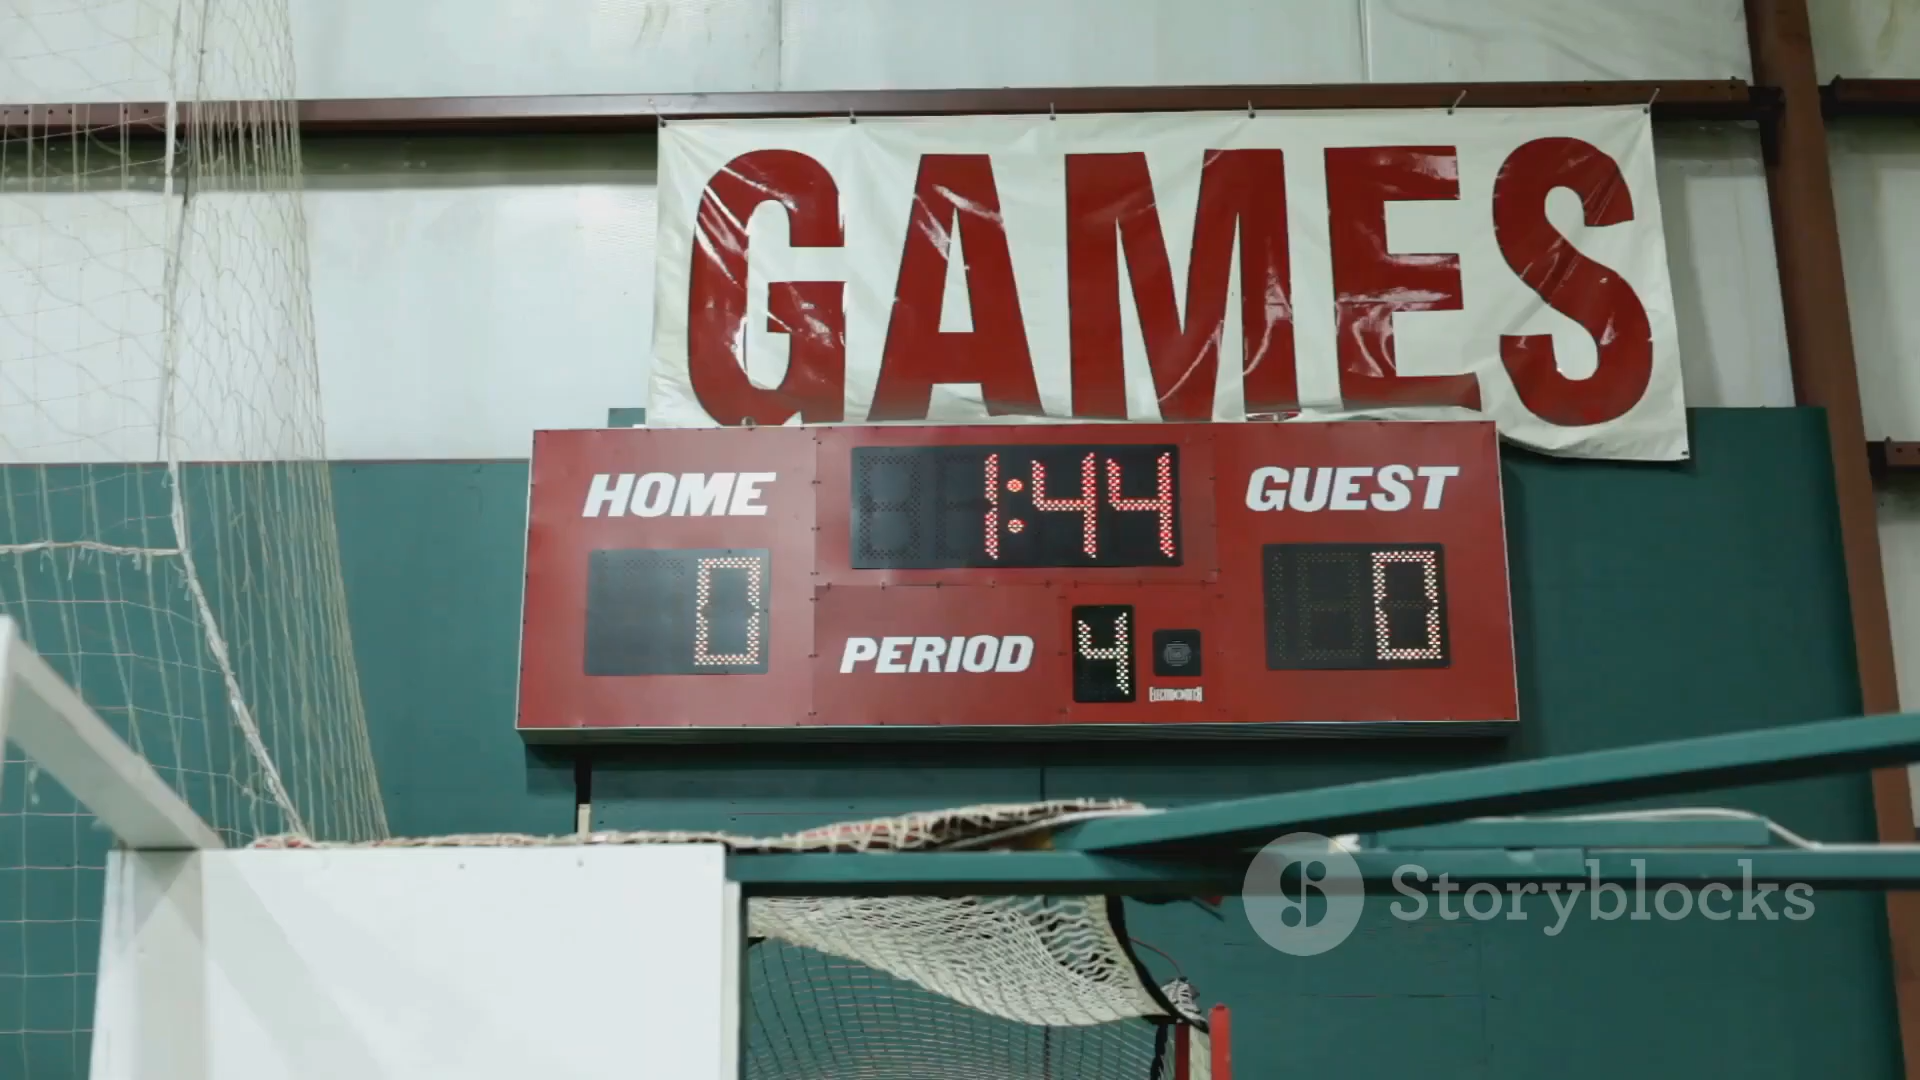 GAMES
HOME
1:44
GUEST
0
0
PERIOD
4
Storyblocks